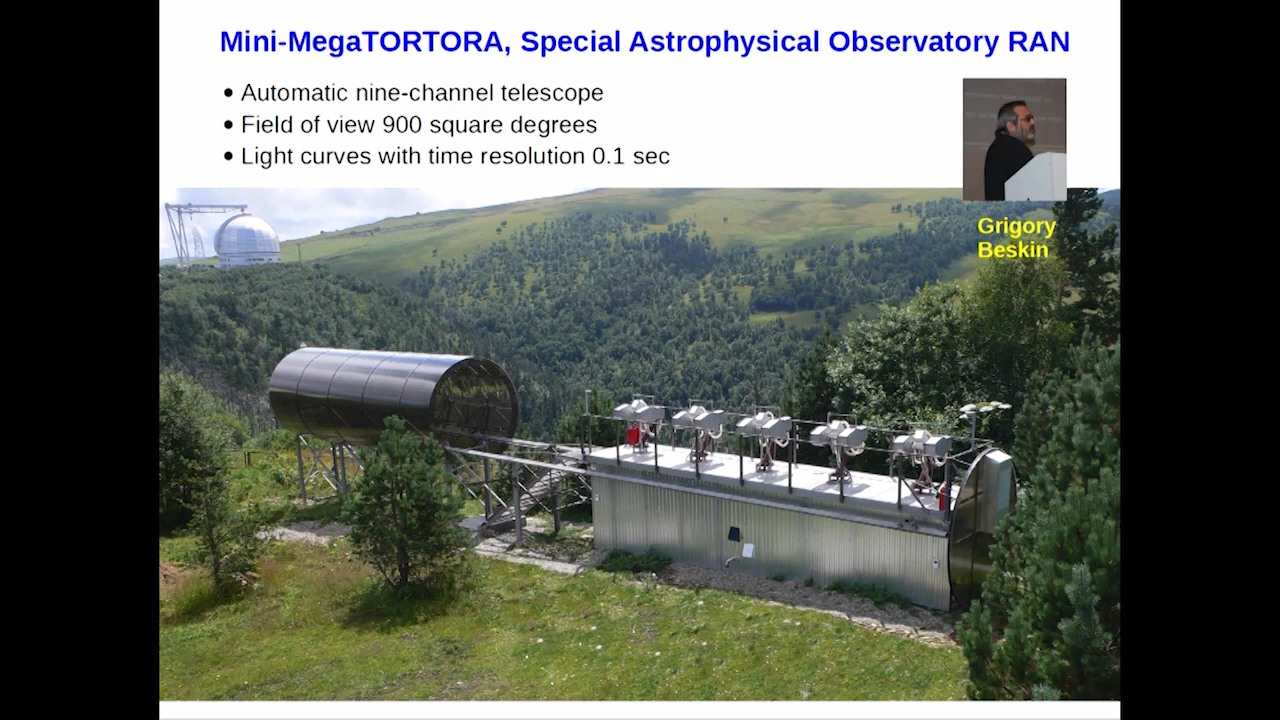 Mini-MegaTORTORA, Special Astrophysical Observatory RAN
• Automatic nine-channel telescope
• Field of view 900 square degrees
• Light curves with time resolution 0.1 sec
Grigory
Beskin